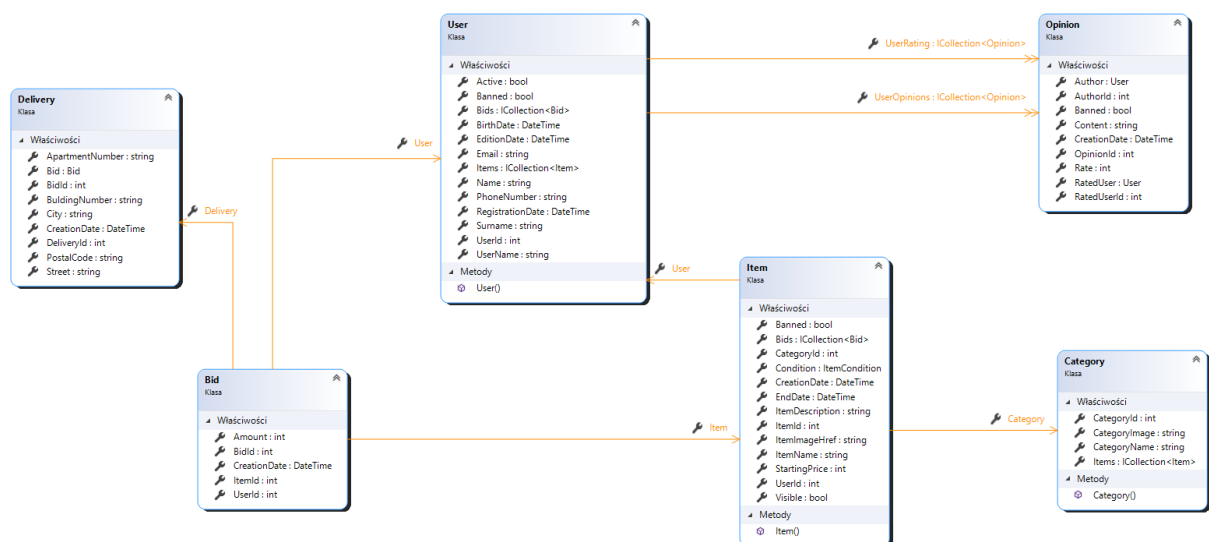 User
Klasa
Właściwości
Active : bool
Banned : bool
Bids : ICollection<Bid>
BirthDate : DateTime
EditionDate : DateTime
Email : string
Items : ICollection<Item>
Name : string
PhoneNumber : string
RegistrationDate : DateTime
Surname : string
UserId : int
UserName : string
Metody
User()
UserRating : ICollection<Opinion>
UserOpinions : ICollection<Opinion>
Opinion
Klasa
Właściwości
Author : User
AuthorId : int
Banned : bool
Content : string
CreationDate : DateTime
OpinionId : int
Rate : int
RatedUser : User
RatedUserId : int
Delivery
Klasa
Właściwości
ApartmentNumber : string
Bid : Bid
BidId : int
BuldingNumber : string
City : string
CreationDate : DateTime
DeliveryId : int
PostalCode : string
Street : string
User
Delivery
User
Item
Klasa
Właściwości
Banned : bool
Bids : ICollection<Bid>
CategoryId : int
Condition : ItemCondition
CreationDate : DateTime
EndDate : DateTime
ItemDescription : string
ItemId : int
ItemImageHref : string
ItemName : string
StartingPrice : int
UserId : int
Visible : bool
Metody
Item()
Bid
Klasa
Właściwości
Amount : int
BidId : int
CreationDate : DateTime
ItemId : int
UserId : int
Item
Category
Category
Klasa
Właściwości
CategoryId : int
CategoryImage : string
CategoryName : string
Items : ICollection<Item>
Metody
Category()